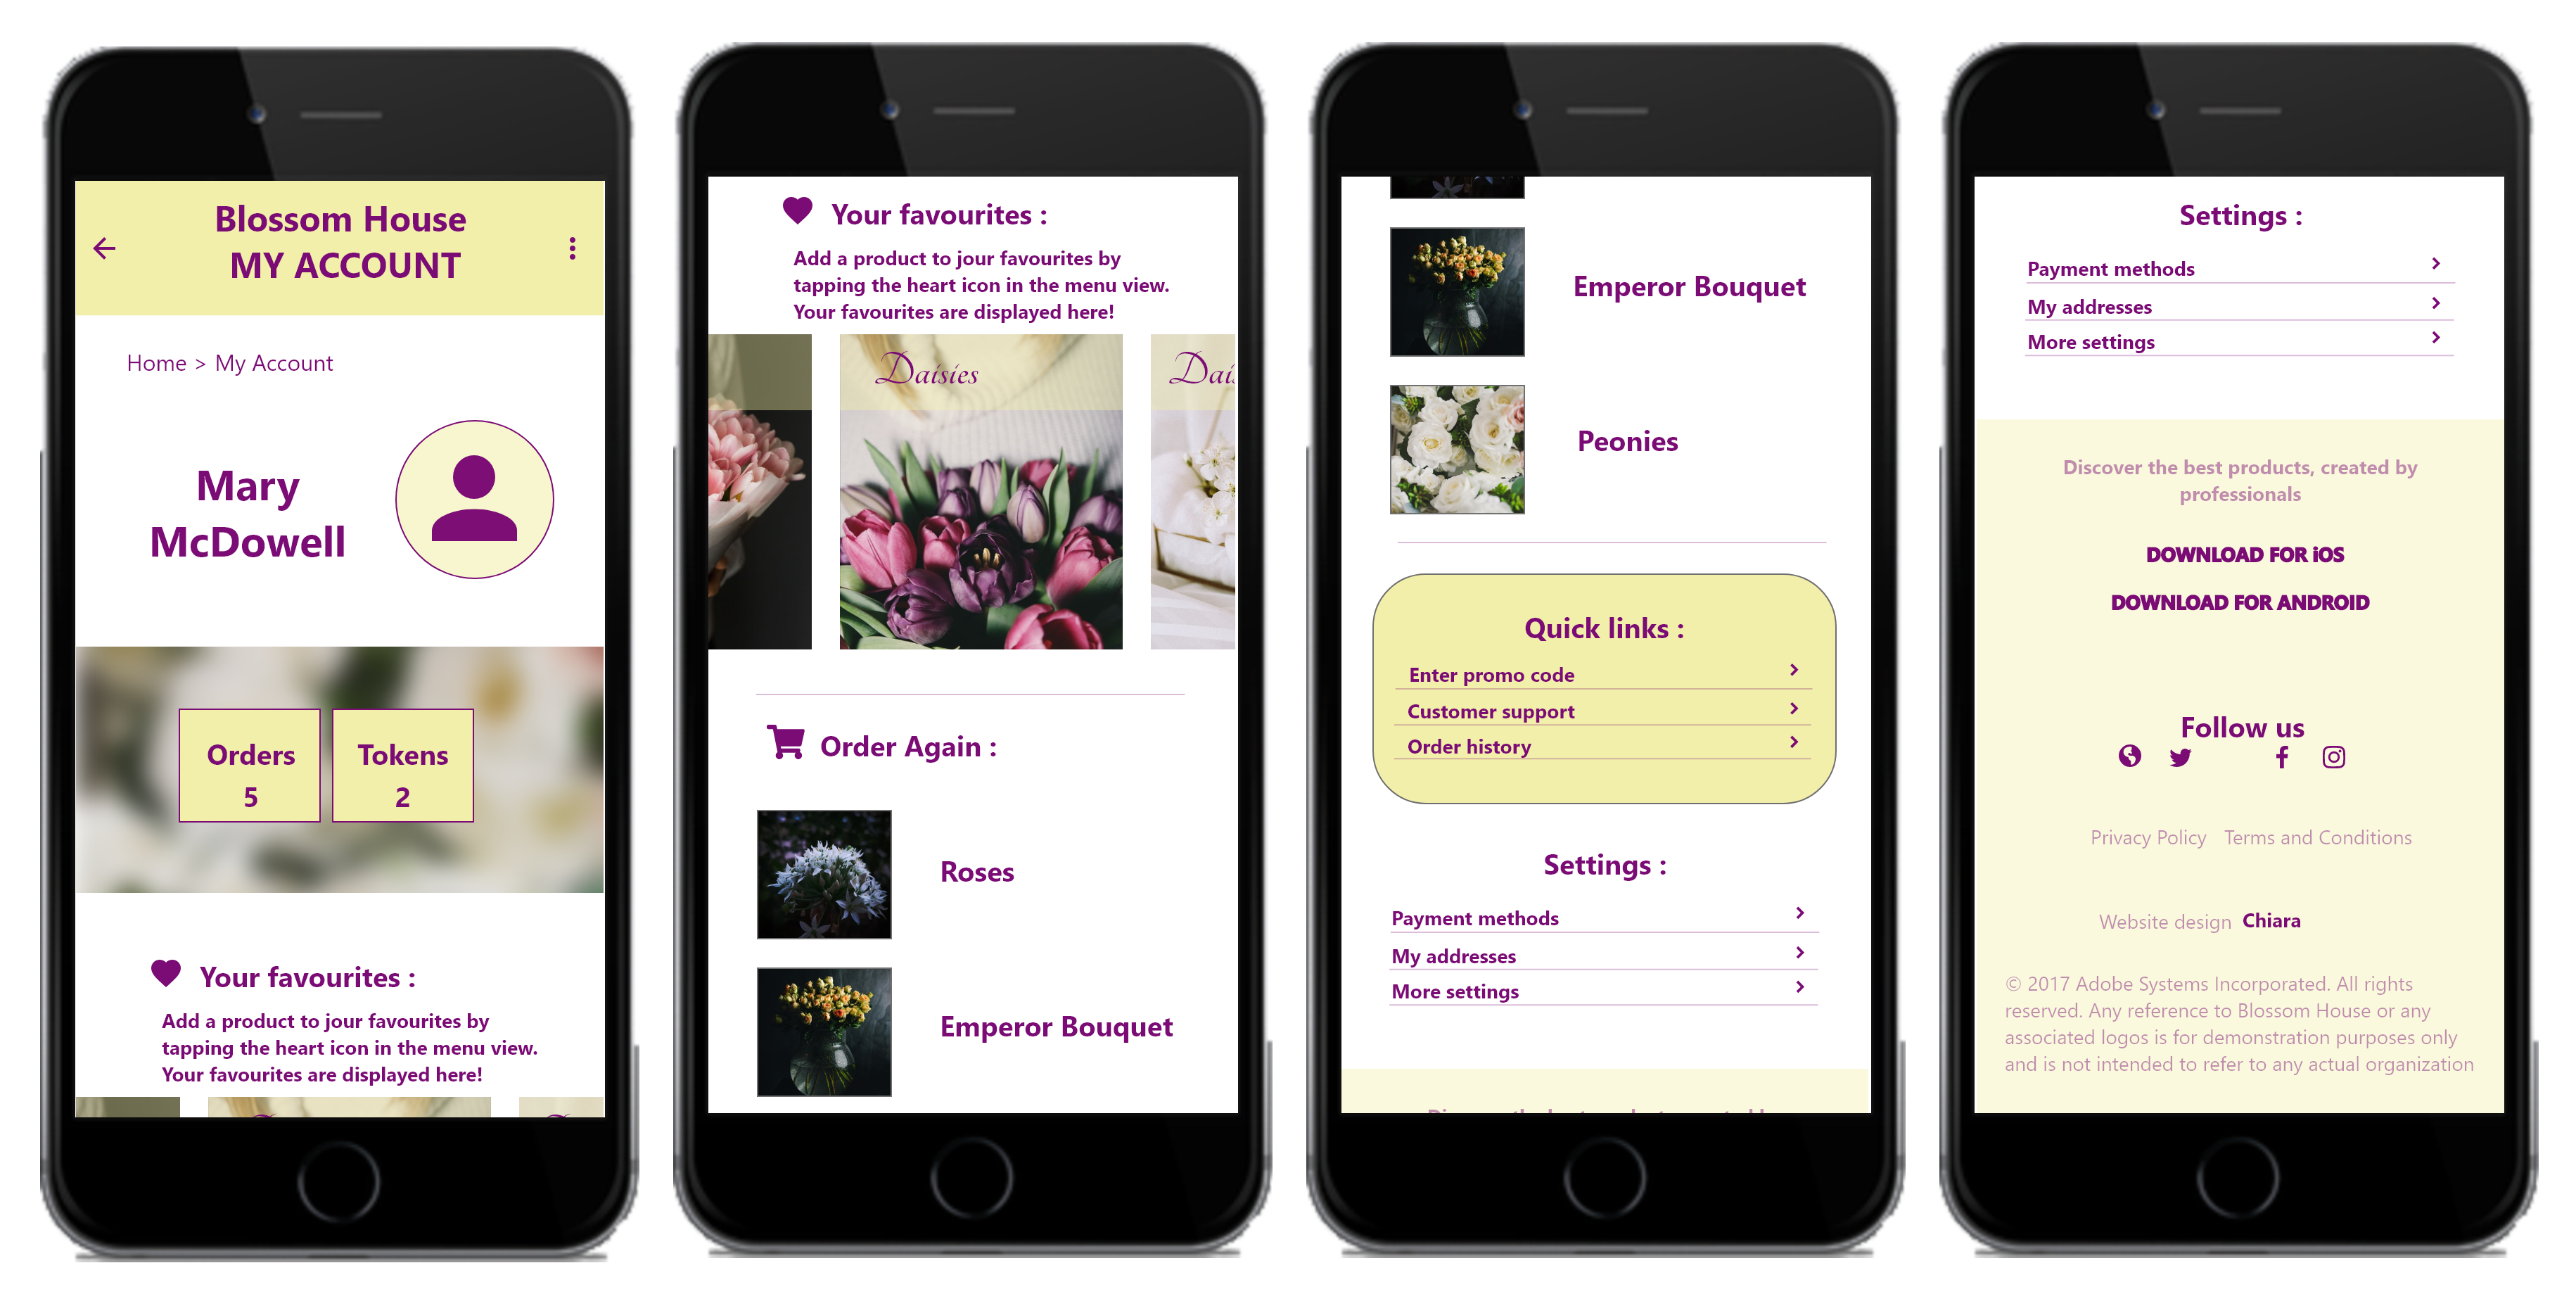 Blossom House
MY ACCOUNT
Home > My Account
Mary
McDowell
Orders
5
Tokens
2
Your favourites :
Add a product to jour favourites by
tapping the heart icon in the menu view.
Your favourites are displayed here!
Your favourites :
Add a product to jour favourites by
tapping the heart icon in the menu view.
Your favourites are displayed here!
Daisies
Order Again :
Roses
Emperor Bouquet
Emperor Bouquet
Peonies
Quick links :
Enter promo code
Customer support
Order history
Settings :
Payment methods
My addresses
More settings
Settings :
Payment methods
My addresses
More settings
Discover the best products, created by
professionals
DOWNLOAD FOR iOS
DOWNLOAD FOR ANDROID
Follow us
Privacy Policy Terms and Conditions
Website design Chiara
© 2017 Adobe Systems Incorporated. All rights
reserved. Any reference to Blossom House or any
associated logos is for demonstration purposes only
and is not intended to refer to any actual organization